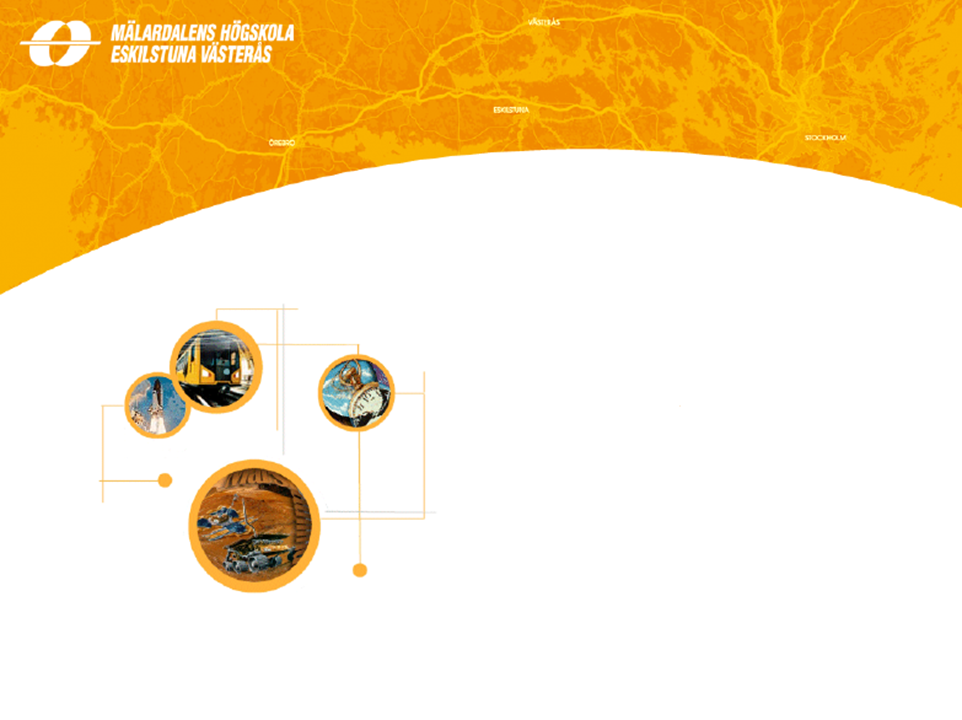 MÄLARDALENS HÖGSKOLA
ESKILSTUNA VÄSTERÅS
VÄSTERÅS
ESKILSTUNA
ÖREBRO
STOCKHOLM